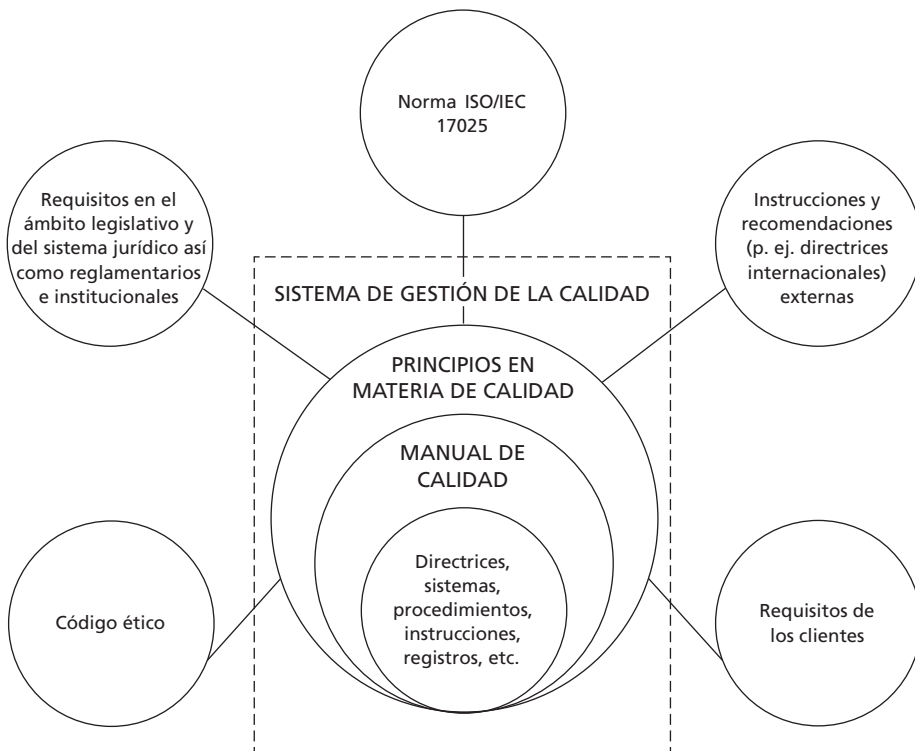 Norma ISO/IEC
17025
Requisitos en el
ámbito legislativo y
del sistema jurídico así
como reglamentarios
e institucionales
Instrucciones y
recomendaciones
(p. ej. directrices
internacionales)
externas
SISTEMA DE GESTIÓN DE LA CALIDAD
PRINCIPIOS EN
MATERIA DE CALIDAD
MANUAL DE
CALIDAD
Directrices,
sistemas,
procedimientos,
instrucciones,
registros, etc.
Código ético
Requisitos de
los clientes